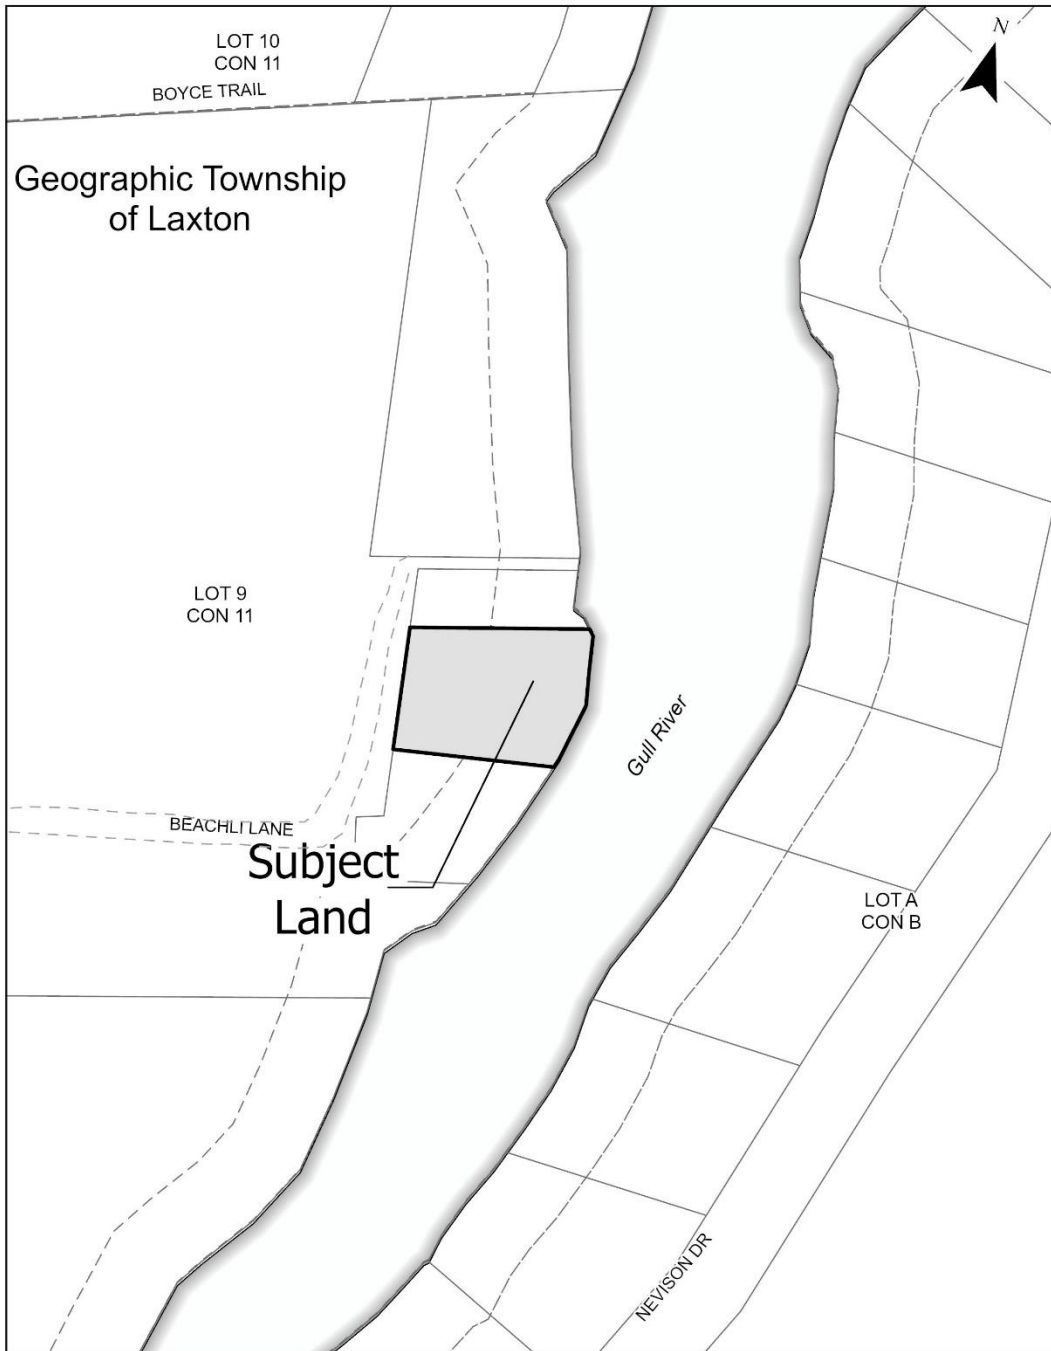 N
LOT 10
CON 11
BOYCE TRAIL
Geographic Township
of Laxton
LOT 9
CON 11
Gull River
BEACHLI LANE
Subject
Land
LOT A
CON B
NEVISON DR